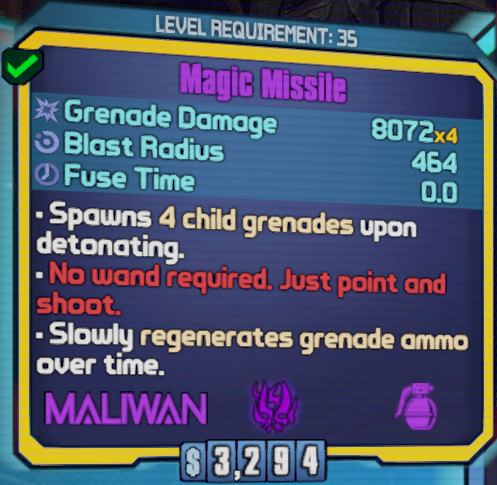 LEVEL REQUIREMENT: 35
Magic Missile
Grenade Damage 8072x4
Blast Radius 464
Fuse Time 0.0
• Spawns 4 child grenades upon
detonating.
• No wand required. Just point and
shoot.
• Slowly regenerates grenade ammo
over time.
MALIWAN
$ 3,294